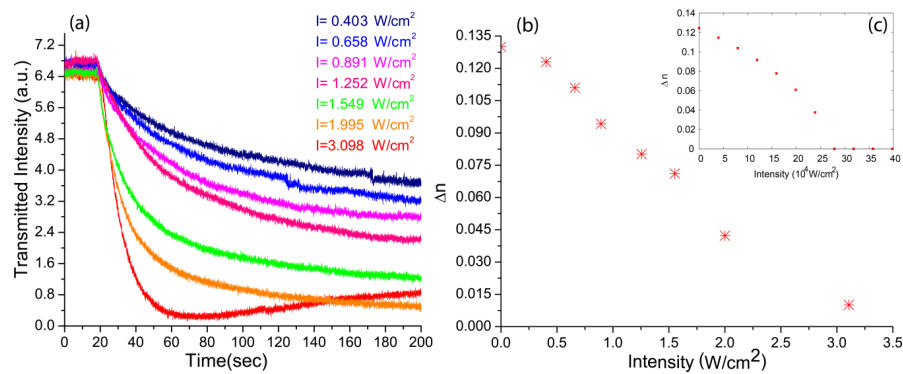 (a)
I= 0.403 W/cm²
I= 0.658 W/cm²
I= 0.891 W/cm²
I= 1.252 W/cm²
I=1.549 W/cm²
I=1.995 W/cm²
I=3.098 W/cm²
7.2
6.4
5.6
4.8
4.0
3.2
2.4
1.6
0.8
0.0
Transmitted Intensity (a.u.)
0 20 40 60 80 100 120 140 160 180 200
Time(sec)
(b)
0.135
0.120
0.105
0.090
0.075
0.060
0.045
0.030
0.015
0.000
Δn
0.0 0.5 1.0 1.5 2.0 2.5 3.0 3.5
Intensity (W/cm²)
(c)
0.14
0.12
0.1
0.08
0.06
0.04
0.02
0
Δ n
0 5 10 15 20 25 30 35 40
Intensity (10⁴W/cm²)